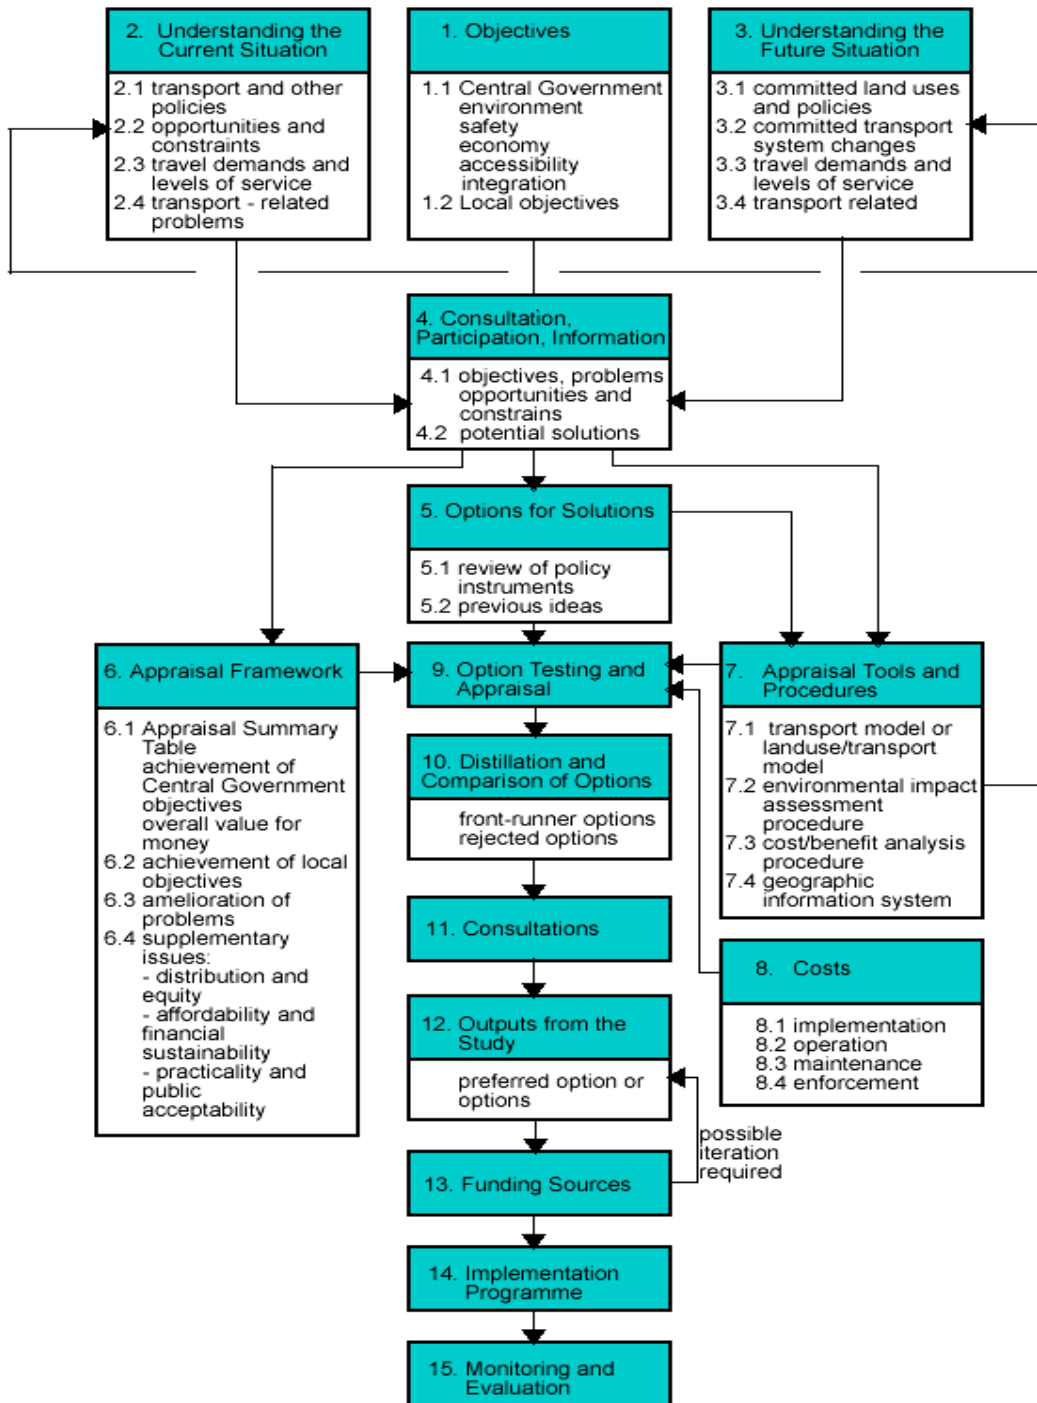 2. Understanding the
Current Situation
2.1 transport and other
policies
2.2 opportunities and
constraints
2.3 travel demands and
levels of service
2.4 transport - related
problems
1. Objectives
1.1 Central Government
environment
safety
economy
accessibility
integration
1.2 Local objectives
3. Understanding the
Future Situation
3.1 committed land uses
and policies
3.2 committed transport
system changes
3.3 travel demands and
levels of service
3.4 transport related
4. Consultation,
Participation, Information
4.1 objectives, problems
opportunities and
constrains
4.2 potential solutions
5. Options for Solutions
5.1 review of policy
instruments
5.2 previous ideas
6. Appraisal Framework
6.1 Appraisal Summary
Table
achievement of
Central Government
objectives
overall value for
money
6.2 achievement of local
objectives
6.3 amelioration of
problems
6.4 supplementary
issues:
- distribution and
equity
- affordability and
financial
sustainability
- practicality and
public
acceptability
9. Option Testing and
Appraisal
7. Appraisal Tools and
Procedures
7.1 transport model or
landuse/transport
model
7.2 environmental impact
assessment
procedure
7.3 cost/benefit analysis
procedure
7.4 geographic
information system
10. Distillation and
Comparison of Options
front-runner options
rejected options
11. Consultations
8. Costs
8.1 implementation
8.2 operation
8.3 maintenance
8.4 enforcement
12. Outputs from the
Study
preferred option or
options
possible
iteration
required
13. Funding Sources
14. Implementation
Programme
15. Monitoring and
Evaluation